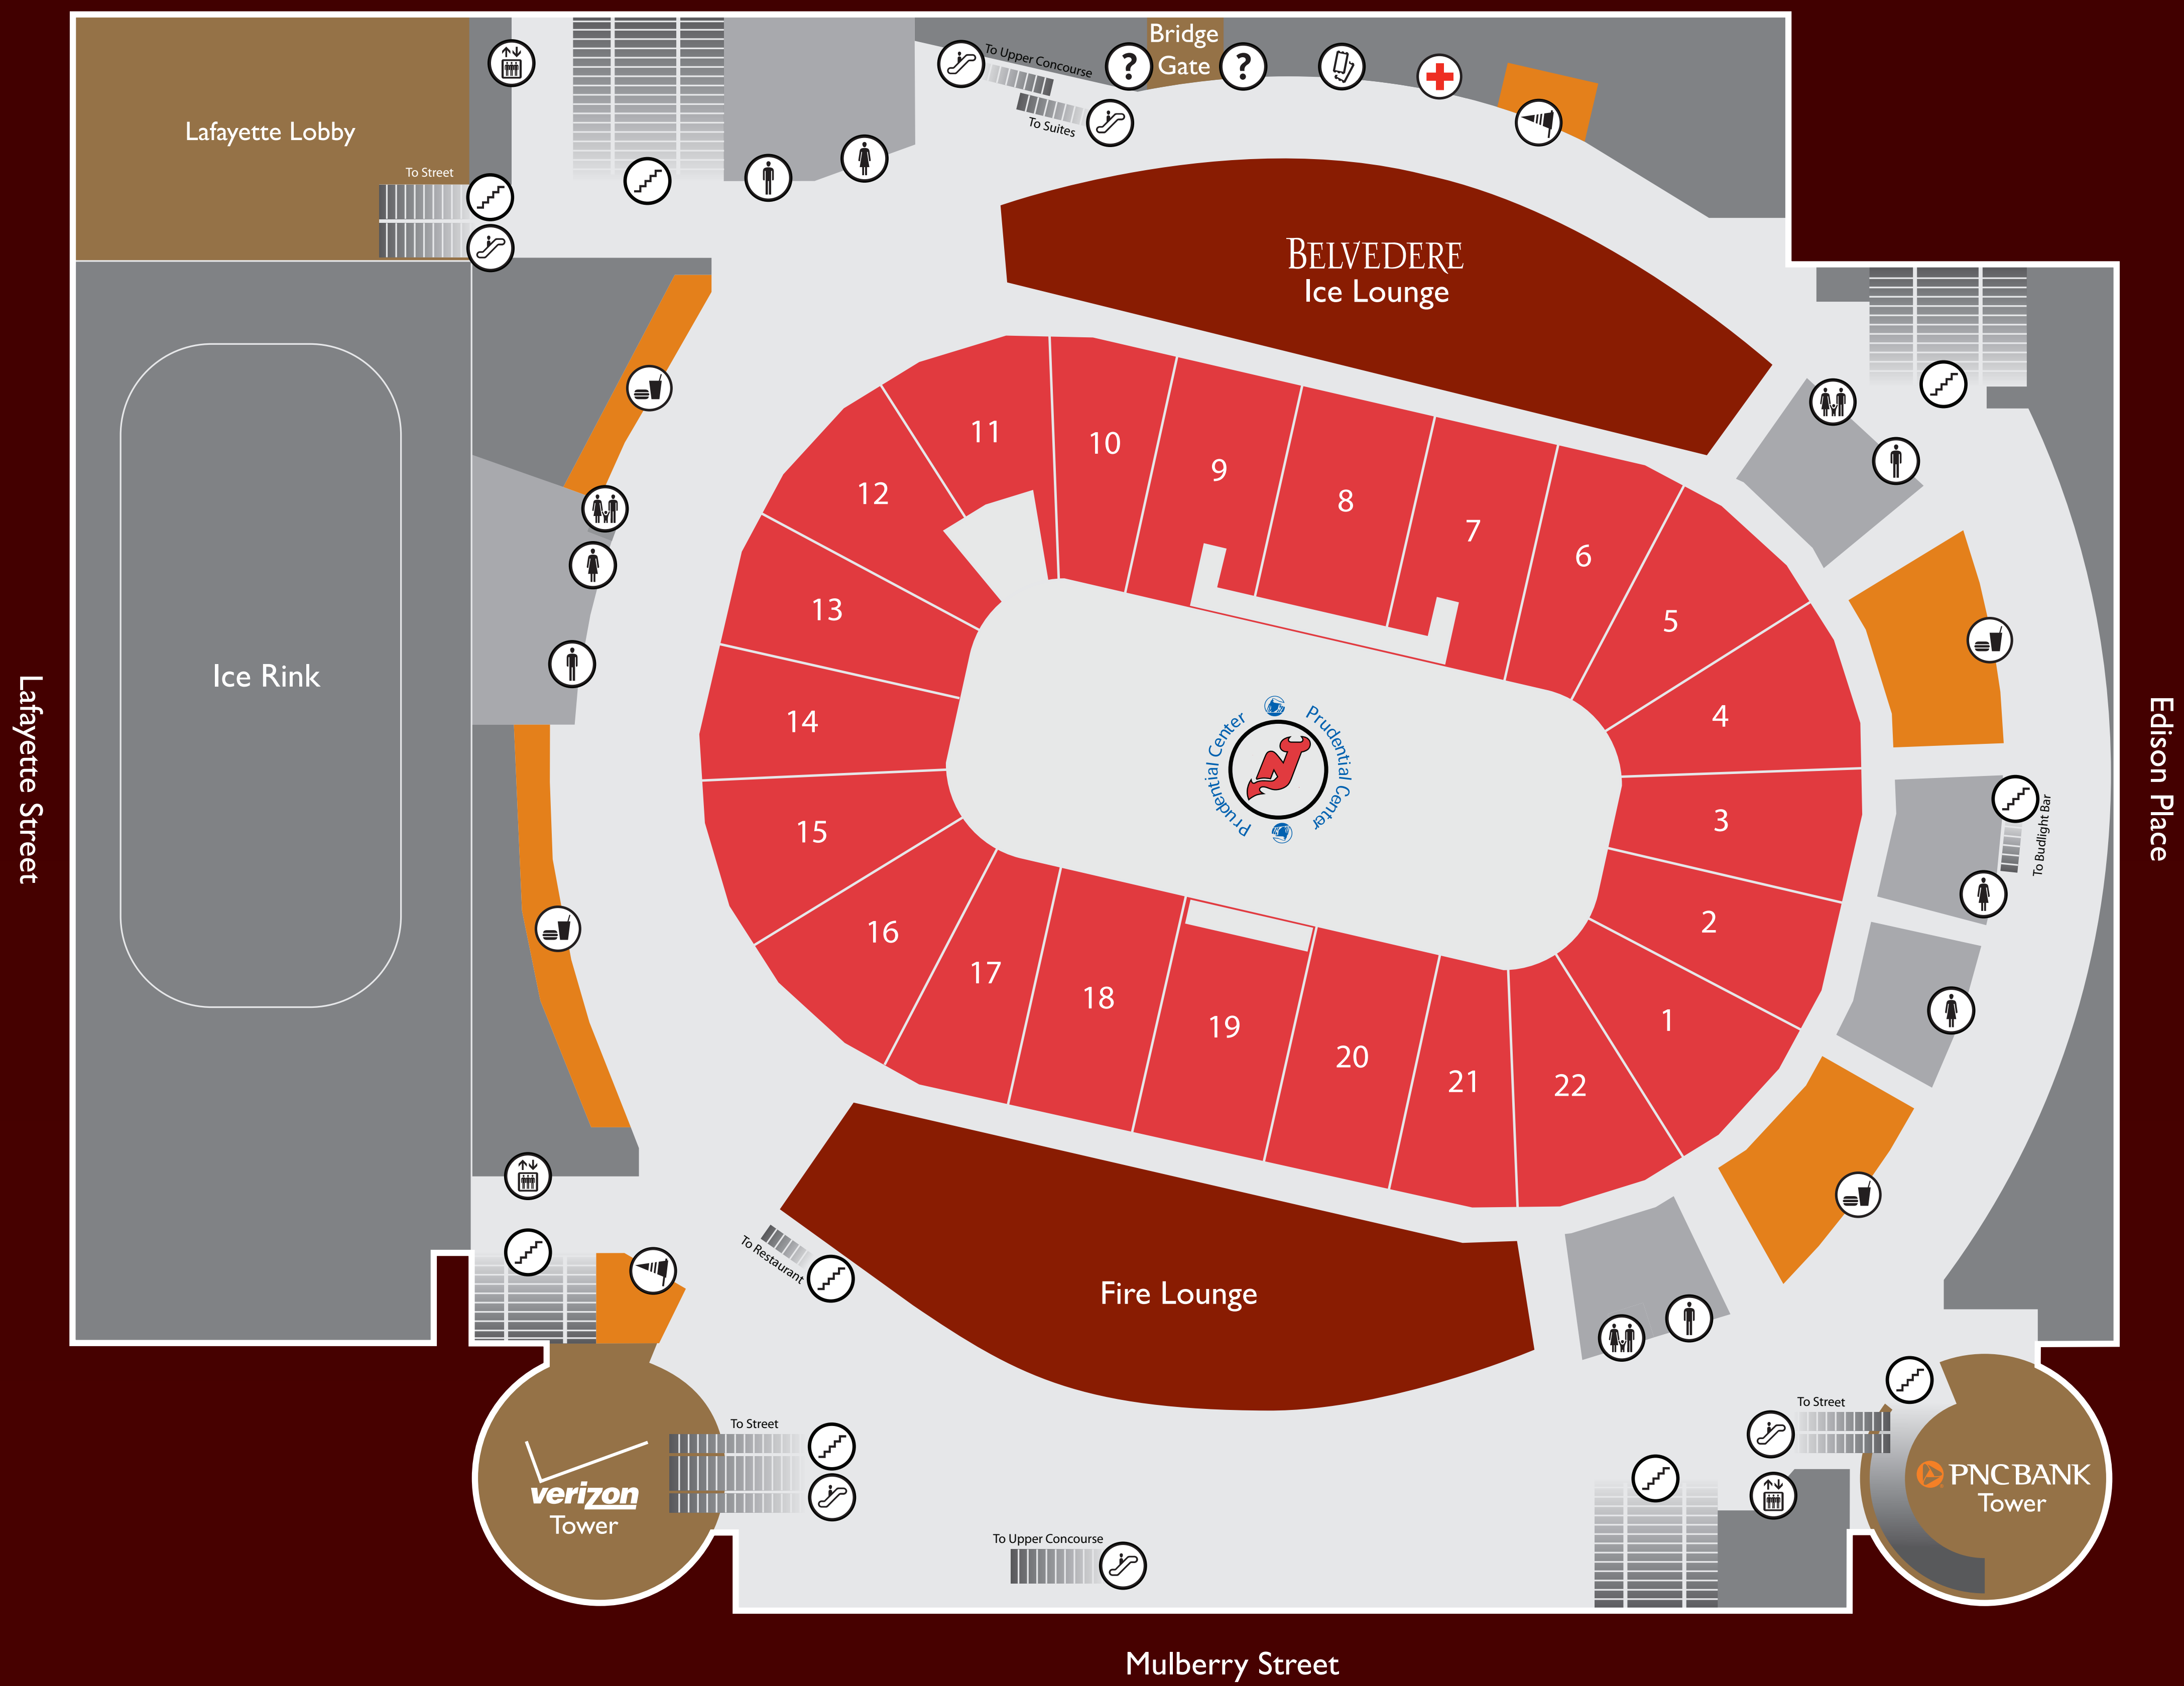 Bridge
Gate
To Upper Concourse
To Suites
Lafayette Lobby
To Street
BELVEDERE
Ice Lounge
11
10
9
8
7
6
5
4
3
2
1
12
13
14
15
16
17
18
19
20
21
22
Ice Rink
Prudential Center
Prudential Center
Lafayette Street
Edison Place
To Budlight Bar
To Restaurant
Fire Lounge
To Street
verizon
Tower
To Upper Concourse
To Street
PNCBANK
Tower
Mulberry Street
?
?